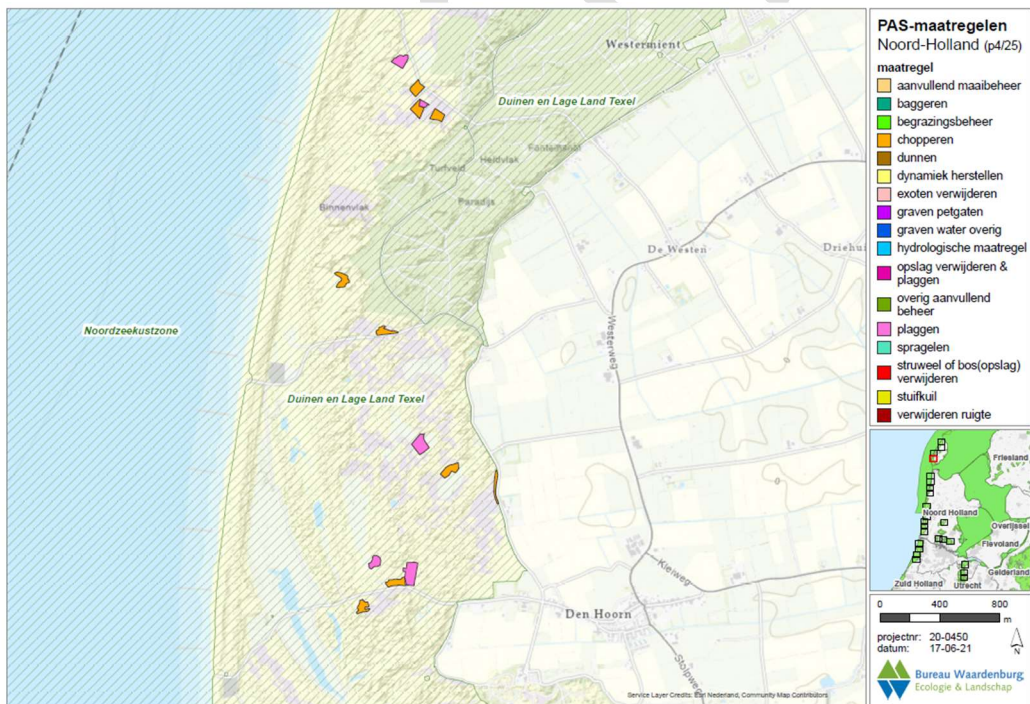 Westermient
Duinen en Lage Land Texel
Fonteinsnol
Turfveld
Heidvlak
Paradijs
Binnenvlak
De Westen
Driehui
Westerweg
Noordzeekustzone
Duinen en Lage Land Texel
Kleiweg
Den Hoorn
Stolpweg
Service Layer Credits: Esri Nederland, Community Map Contributors
PAS-maatregelen
Noord-Holland (p4/25)
maatregel
aanvullend maaibeheer
baggeren
begrazingsbeheer
chopperen
dunnen
dynamiek herstellen
exoten verwijderen
graven petgaten
graven water overig
hydrologische maatregel
opslag verwijderen &
plaggen
overig aanvullend
beheer
plaggen
spragelen
struweel of bos(opslag)
verwijderen
stuifkuil
verwijderen ruigte
Friesland
Noord Holland
Overijssel
Flevoland
Gelderland
Zuid Holland
Utrecht
0 400 800
m
projectnr: 20-0450
datum: 17-06-21
N
Bureau Waardenburg
Ecologie & Landschap